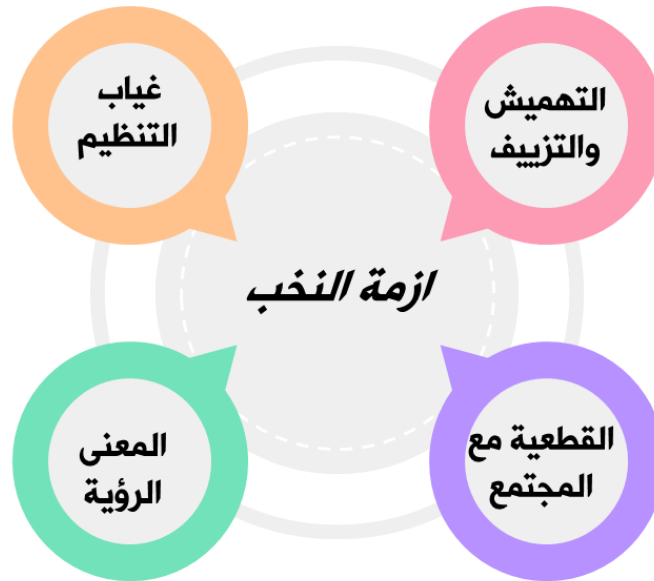 التهميش
والتزييف
غياب
التنظيم
ازمة النخب
القطعية مع
المجتمع
المعنى
الرؤية